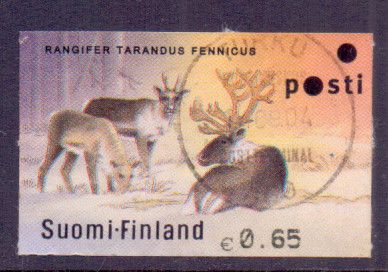 RANGIFER TARANDUS FENNICUS
posti
Suomi-Finland
€0.65